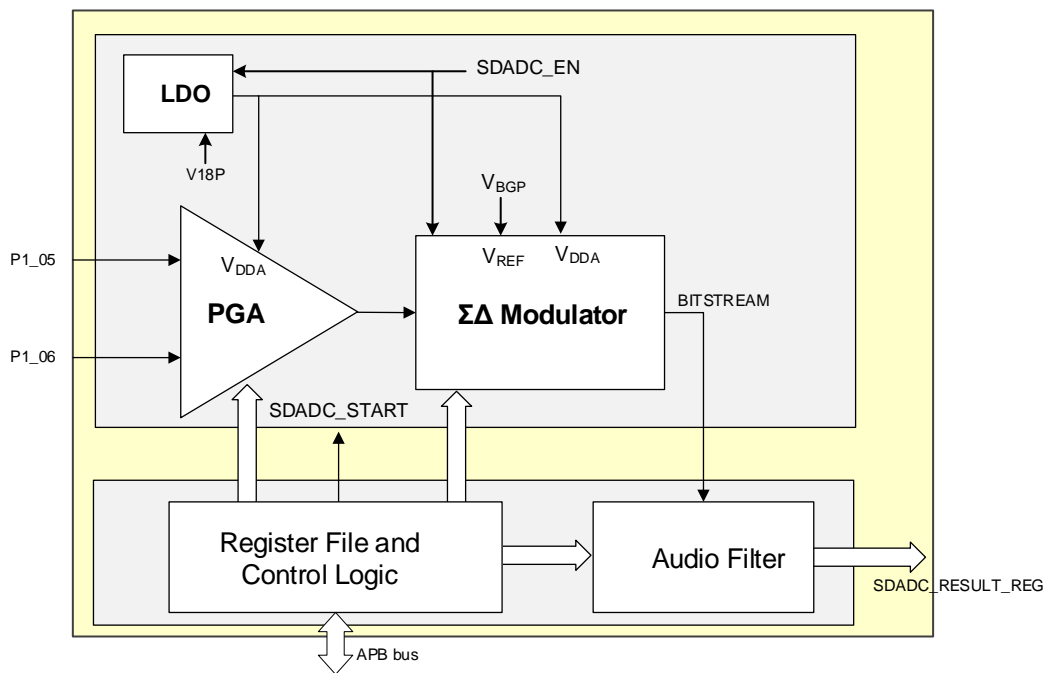 SDADC_EN
LDO
V18P
VBGP
P1_05
VDDA
VREF
VDDA
PGA
ΣΔ Modulator
BITSTREAM
P1_06
SDADC_START
Register File and
Control Logic
Audio Filter
SDADC_RESULT_REG
APB bus